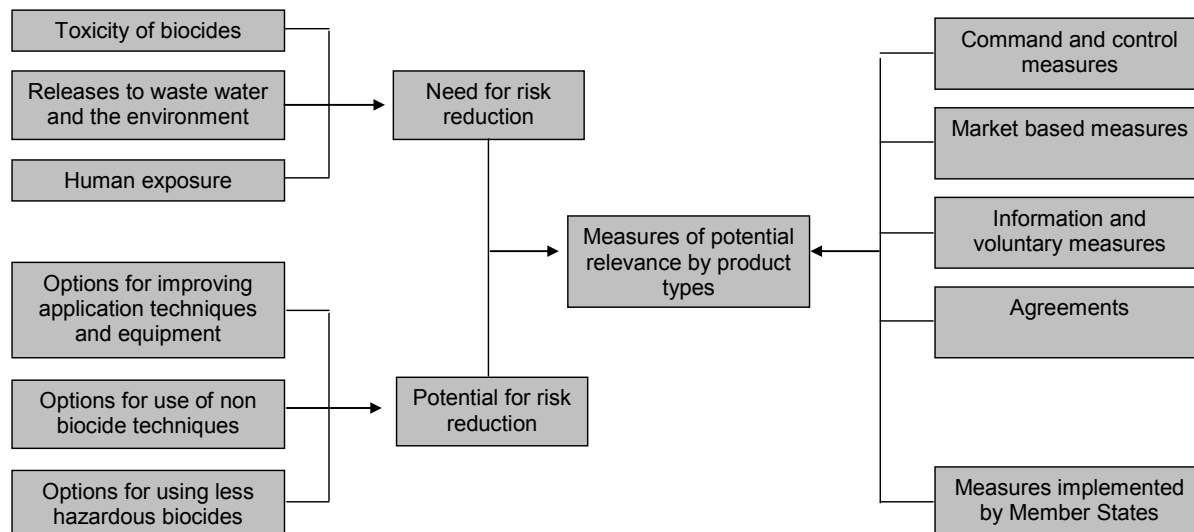 Toxicity of biocides
Releases to waste water
and the environment
Human exposure
Options for improving
application techniques
and equipment
Options for use of non
biocide techniques
Options for using less
hazardous biocides
Need for risk
reduction
Potential for risk
reduction
Measures of potential
relevance by product
types
Command and control
measures
Market based measures
Information and
voluntary measures
Agreements
Measures implemented
by Member States